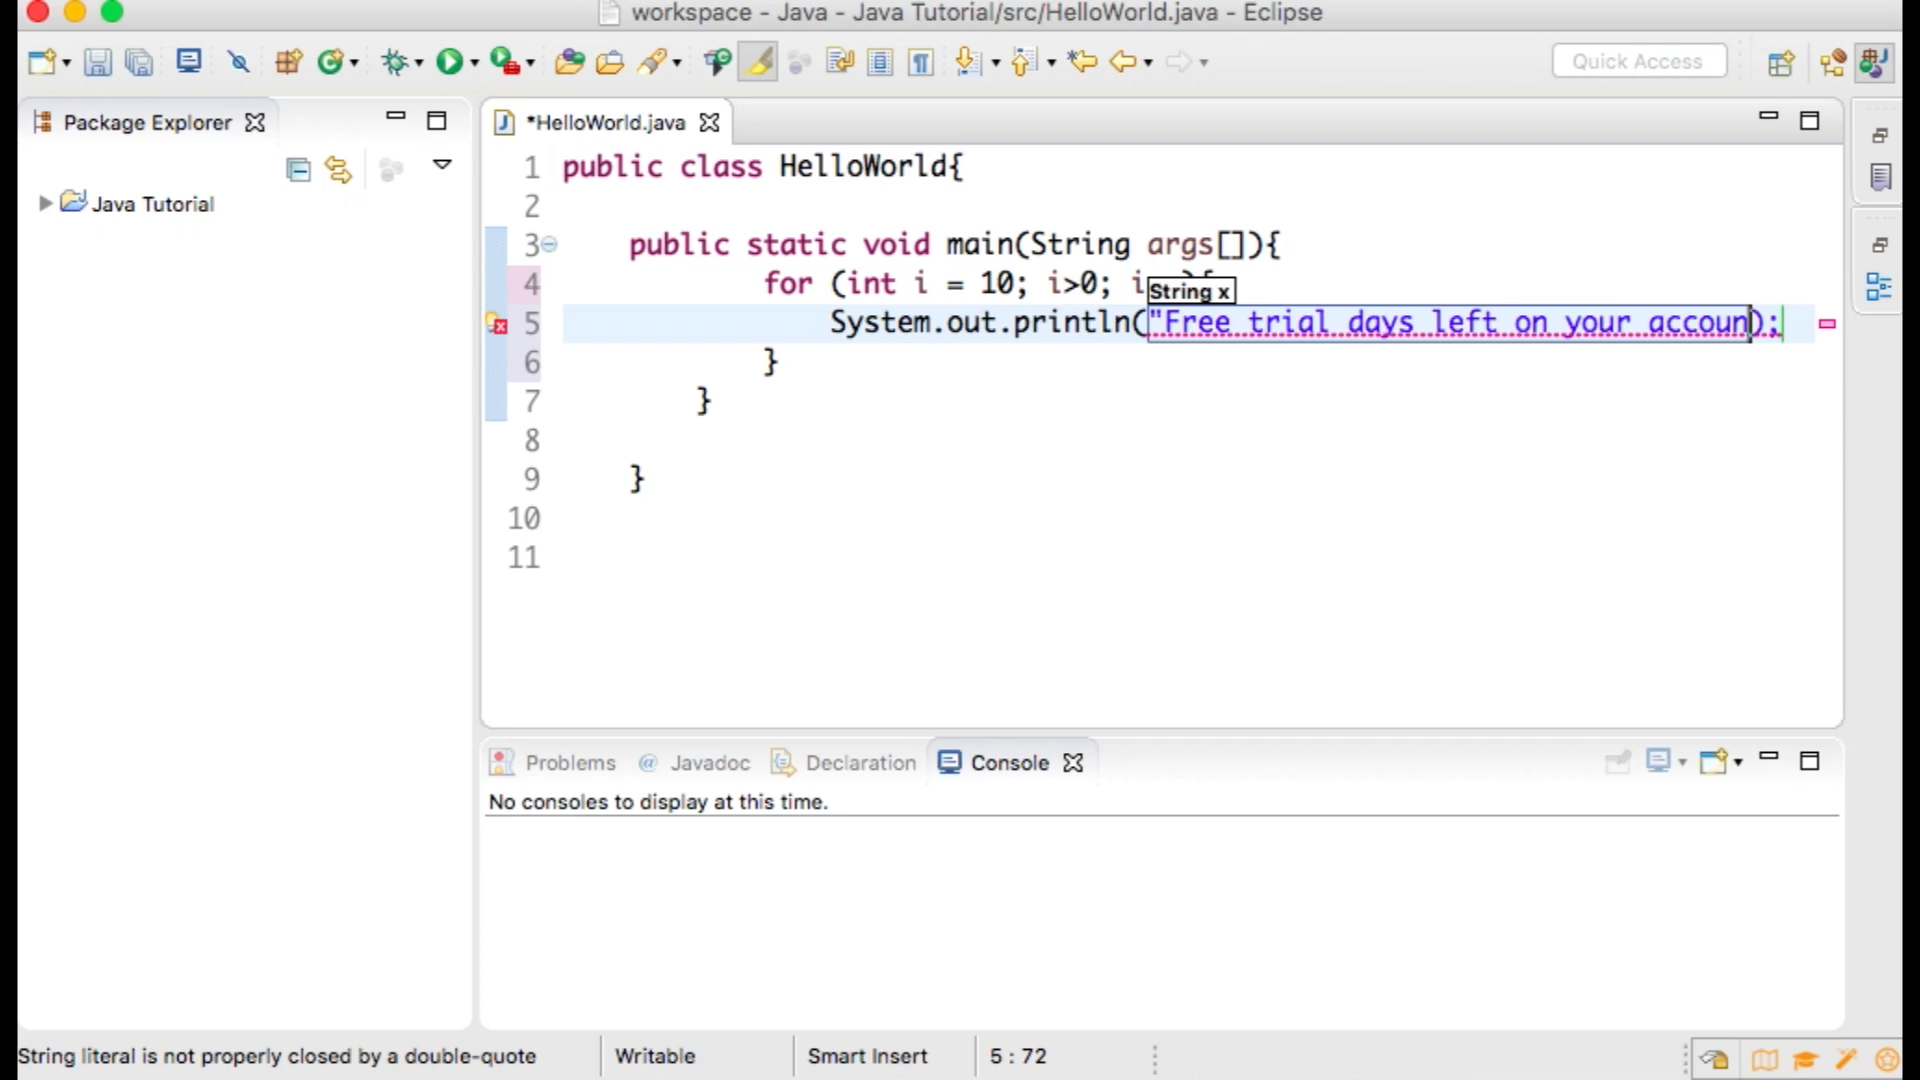 workspace - Java - Java Tutorial/src/HelloWorld.java - Eclipse
Quick Access
Package Explorer
*HelloWorld.java
Java Tutorial
1 public class HelloWorld{
2
3 public static void main(String args[]){
4 for (int i = 10; i>0; i
String x
5 System.out.println("Free trial days left on your accoun);
6 }
7 }
8
9 }
10
11
Problems @ Javadoc Declaration Console
No consoles to display at this time.
String literal is not properly closed by a double-quote Writable Smart Insert 5 : 72